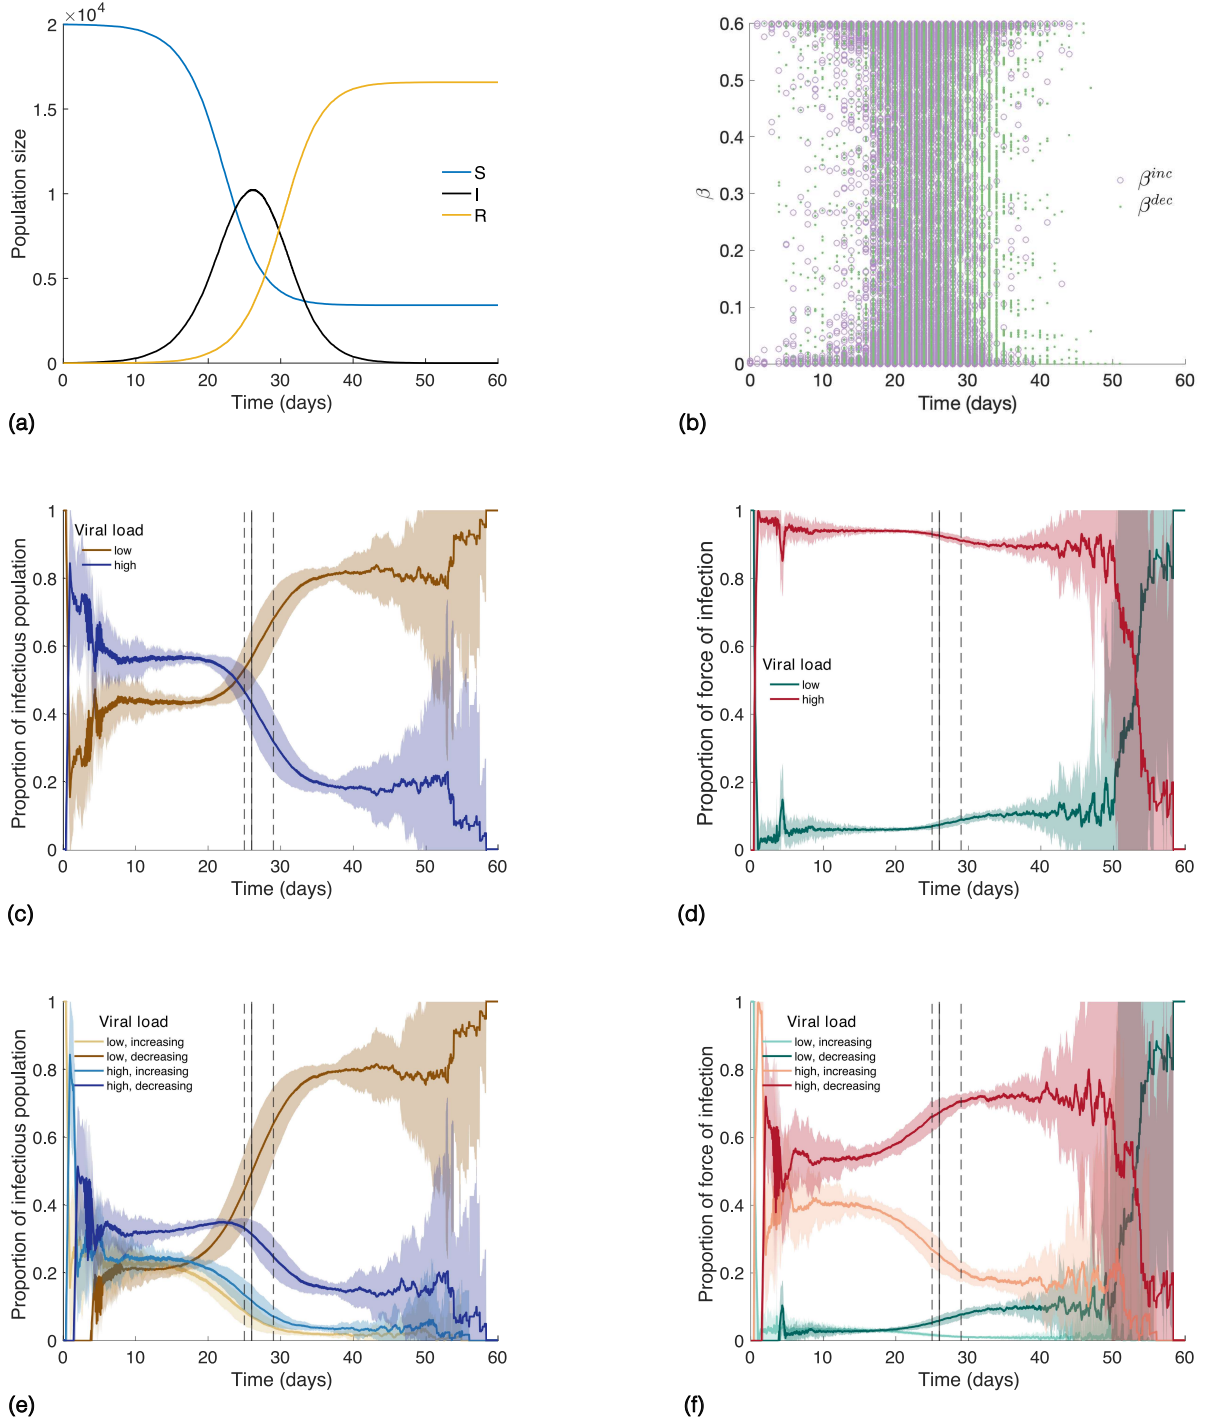 ×10⁴
2
1.5
1
0.5
0
Population size
S
I
R
0 10 20 30 40 50 60
Time (days)
(a)
0.6
0.5
0.4
0.3
0.2
0.1
0
β
βⁱⁿᶜ
βᵈᵉᶜ
0 10 20 30 40 50 60
Time (days)
(b)
1
0.8
0.6
0.4
0.2
0
Proportion of infectious population
Viral load
low
high
0 10 20 30 40 50 60
Time (days)
(c)
1
0.8
0.6
0.4
0.2
0
Proportion of force of infection
Viral load
low
high
0 10 20 30 40 50 60
Time (days)
(d)
1
0.8
0.6
0.4
0.2
0
Proportion of infectious population
Viral load
low, increasing
low, decreasing
high, increasing
high, decreasing
0 10 20 30 40 50 60
Time (days)
(e)
1
0.8
0.6
0.4
0.2
0
Proportion of force of infection
Viral load
low, increasing
low, decreasing
high, increasing
high, decreasing
0 10 20 30 40 50 60
Time (days)
(f)